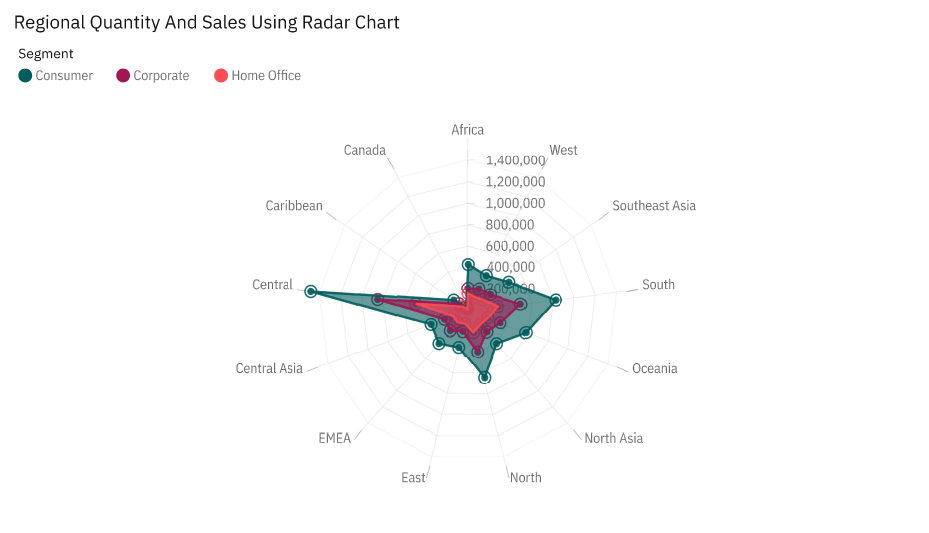 Regional Quantity And Sales Using Radar Chart
Segment
Consumer
Corporate
Home Office
Africa
Canada
West
1,400,000
1,200,000
Caribbean
1,000,000
Southeast Asia
800,000
600,000
400,000
Central
200,000
South
Central Asia
Oceania
EMEA
North Asia
East
North